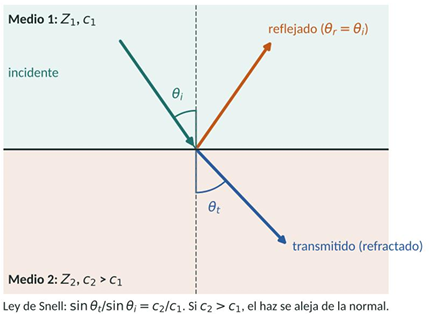 Medio 1: Z₁, c₁
reflejado (θᵣ = θᵢ)
incidente
θᵢ
θₜ
transmitido (refractado)
Medio 2: Z₂, c₂ > c₁
Ley de Snell: sin θₜ/sin θᵢ = c₂/c₁. Si c₂ > c₁, el haz se aleja de la normal.